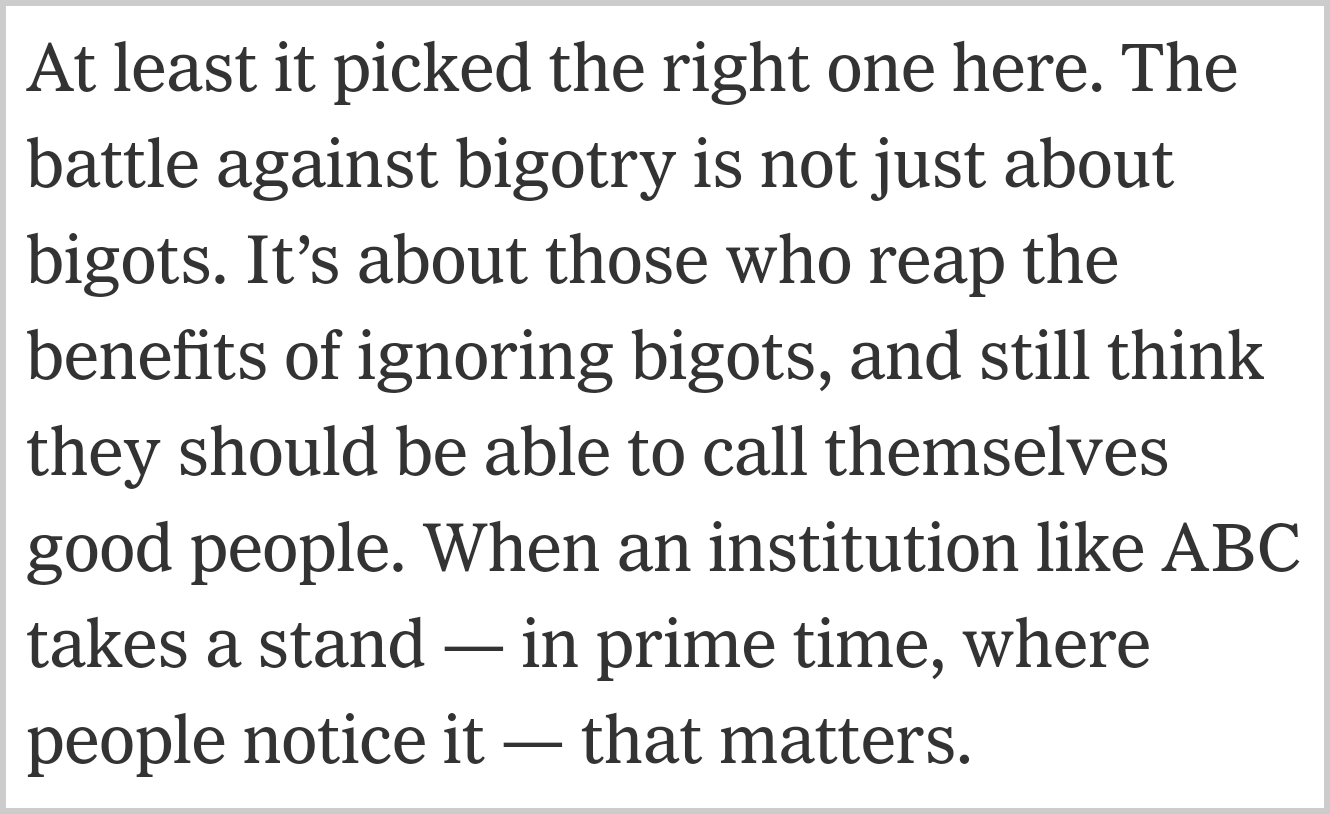 At least it picked the right one here. The
battle against bigotry is not just about
bigots. It’s about those who reap the
benefits of ignoring bigots, and still think
they should be able to call themselves
good people. When an institution like ABC
takes a stand — in prime time, where
people notice it — that matters.